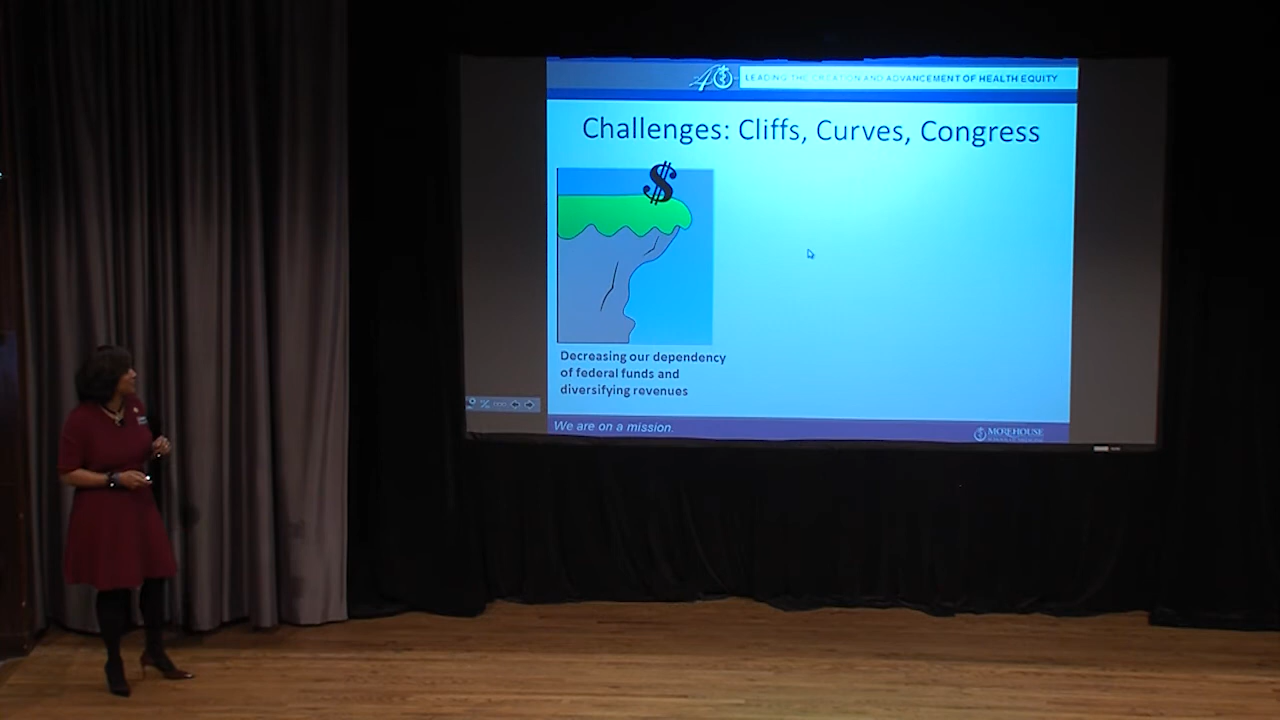 40
LEADING THE CREATION AND ADVANCEMENT OF HEALTH EQUITY
Challenges: Cliffs, Curves, Congress
$
Decreasing our dependency
of federal funds and
diversifying revenues
We are on a mission.
MOREHOUSE